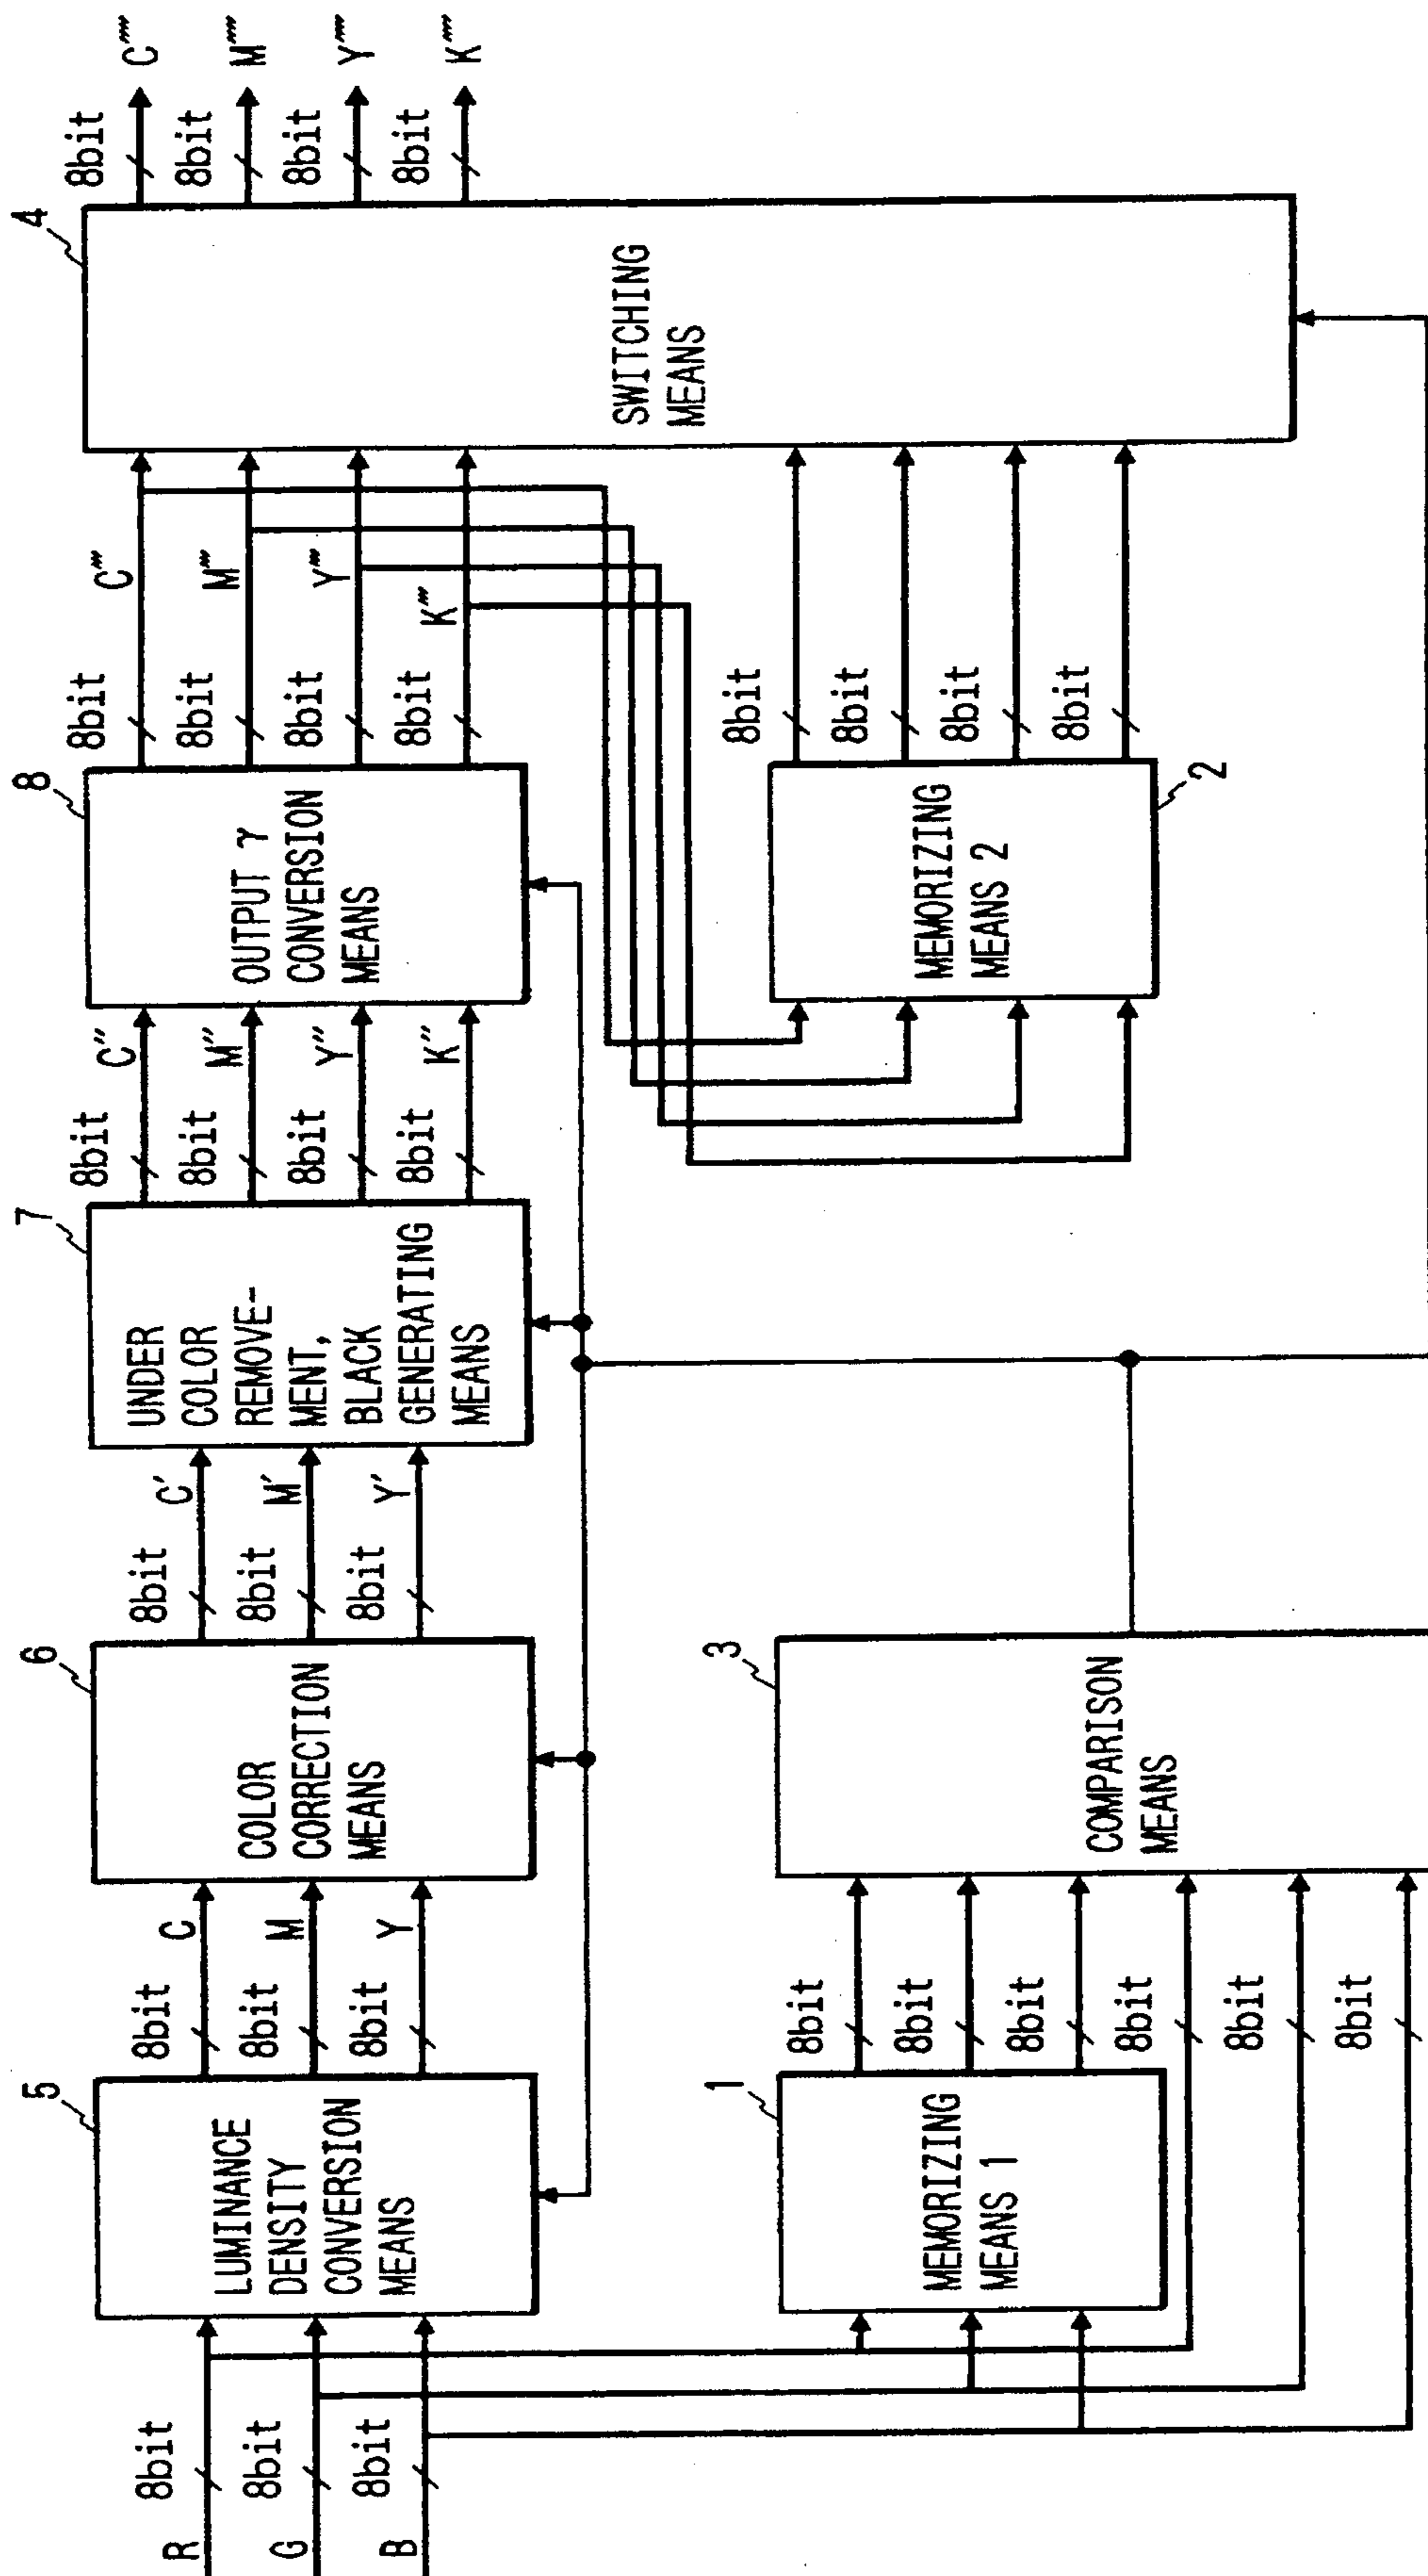 R
8bit
G
8bit
B
8bit
5
LUMINANCE
DENSITY
CONVERSION
MEANS
8bit
C
8bit
M
8bit
Y
6
COLOR
CORRECTION
MEANS
8bit
C'
8bit
M'
8bit
Y'
7
UNDER
COLOR
REMOVE-
MENT,
BLACK
GENERATING
MEANS
8bit
C''
8bit
M''
8bit
Y''
8bit
K''
8
OUTPUT γ
CONVERSION
MEANS
8bit
C'''
8bit
M'''
8bit
Y'''
8bit
K'''
4
SWITCHING
MEANS
8bit
C''''
8bit
M''''
8bit
Y''''
8bit
K''''
1
MEMORIZING
MEANS 1
8bit
8bit
8bit
8bit
8bit
8bit
3
COMPARISON
MEANS
MEMORIZING
MEANS 2
2
8bit
8bit
8bit
8bit